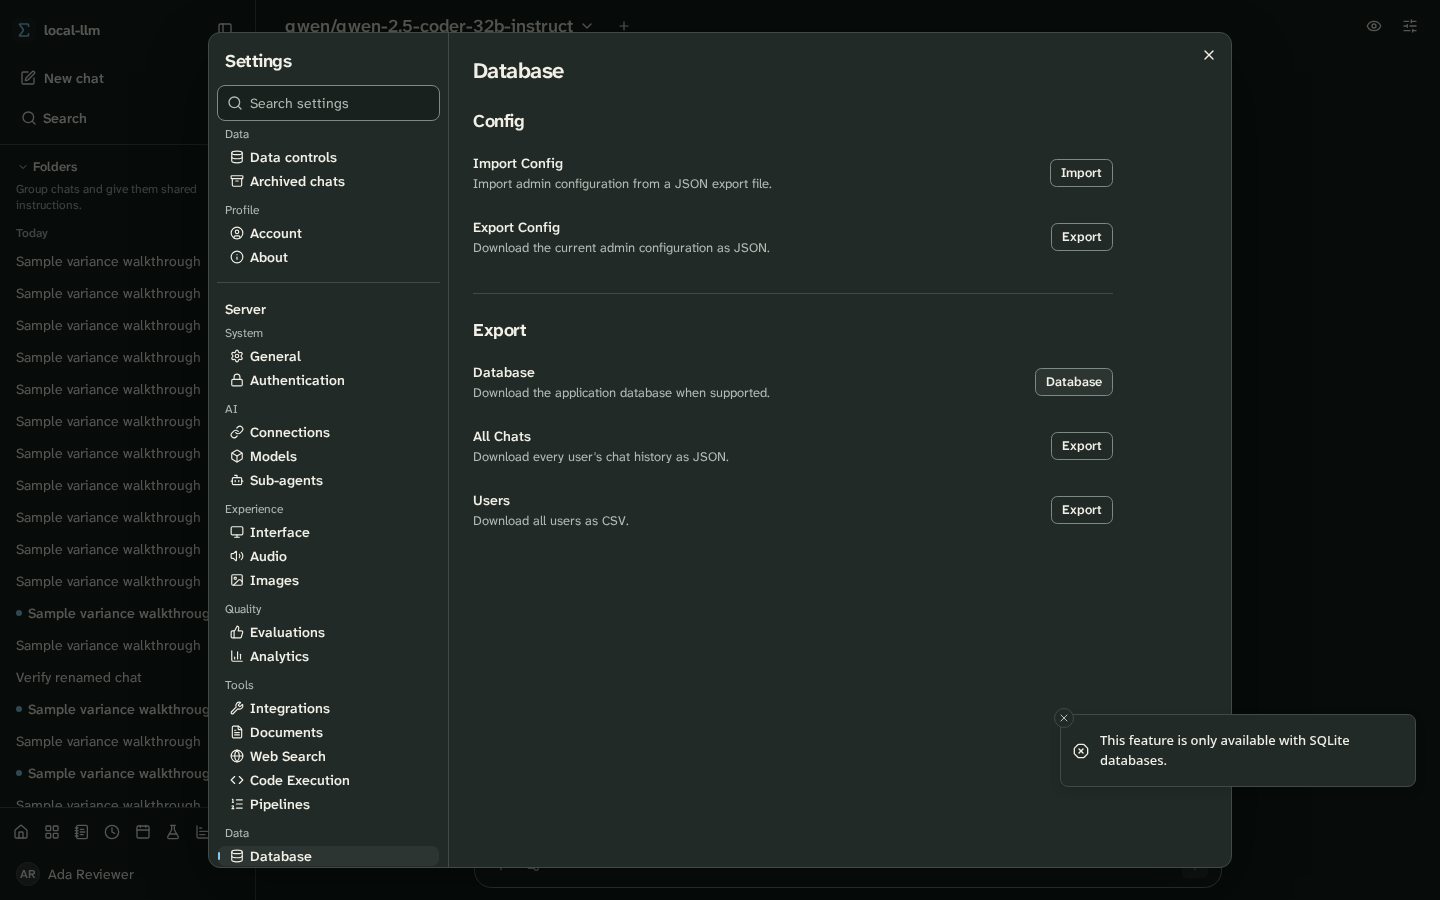 local-llm
New chat
Search
Folders
Group chats and give them shared
instructions.
Today
Sample variance walkthrough
Sample variance walkthrough
Sample variance walkthrough
Sample variance walkthrough
Sample variance walkthrough
Sample variance walkthrough
Sample variance walkthrough
Sample variance walkthrough
Sample variance walkthrough
Sample variance walkthrough
Sample variance walkthrough
Sample variance walkthroug
Sample variance walkthrough
Verify renamed chat
Sample variance walkthroug
Sample variance walkthrough
Sample variance walkthroug
Sample variance walkthrough
AR Ada Reviewer
qwen/qwen-2.5-coder-32b-instruct
Settings
Search settings
Data
Data controls
Archived chats
Profile
Account
About
Server
System
General
Authentication
AI
Connections
Models
Sub-agents
Experience
Interface
Audio
Images
Quality
Evaluations
Analytics
Tools
Integrations
Documents
Web Search
Code Execution
Pipelines
Data
Database
Database
Config
Import Config
Import admin configuration from a JSON export file.
Import
Export Config
Download the current admin configuration as JSON.
Export
Export
Database
Download the application database when supported.
Database
All Chats
Download every user's chat history as JSON.
Export
Users
Download all users as CSV.
Export
This feature is only available with SQLite
databases.